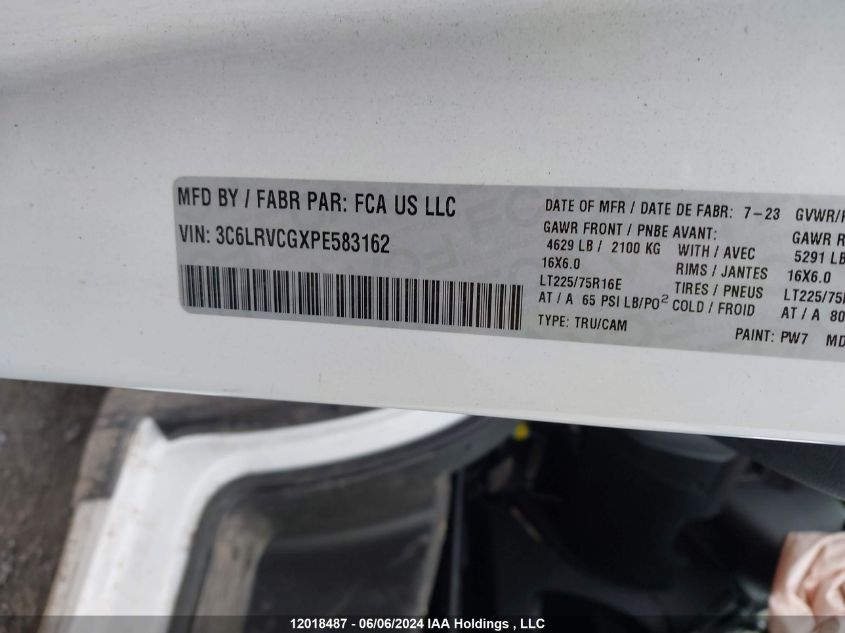 MFD BY / FABR PAR: FCA US LLC
VIN: 3C6LRVCGXPE583162
DATE OF MFR / DATE DE FABR: 7-23 GVWR/
GAWR FRONT / PNBE AVANT: GAWR
4629 LB / 2100 KG WITH / AVEC 5291 LB
16X6.0 RIMS / JANTES 16X6.0
LT225/75R16E TIRES / PNEUS LT225/75
AT / A 65 PSI LB/PO² COLD / FROID AT / A 80
TYPE: TRU/CAM PAINT: PW7 MD
12018487 - 06/06/2024 IAA Holdings , LLC